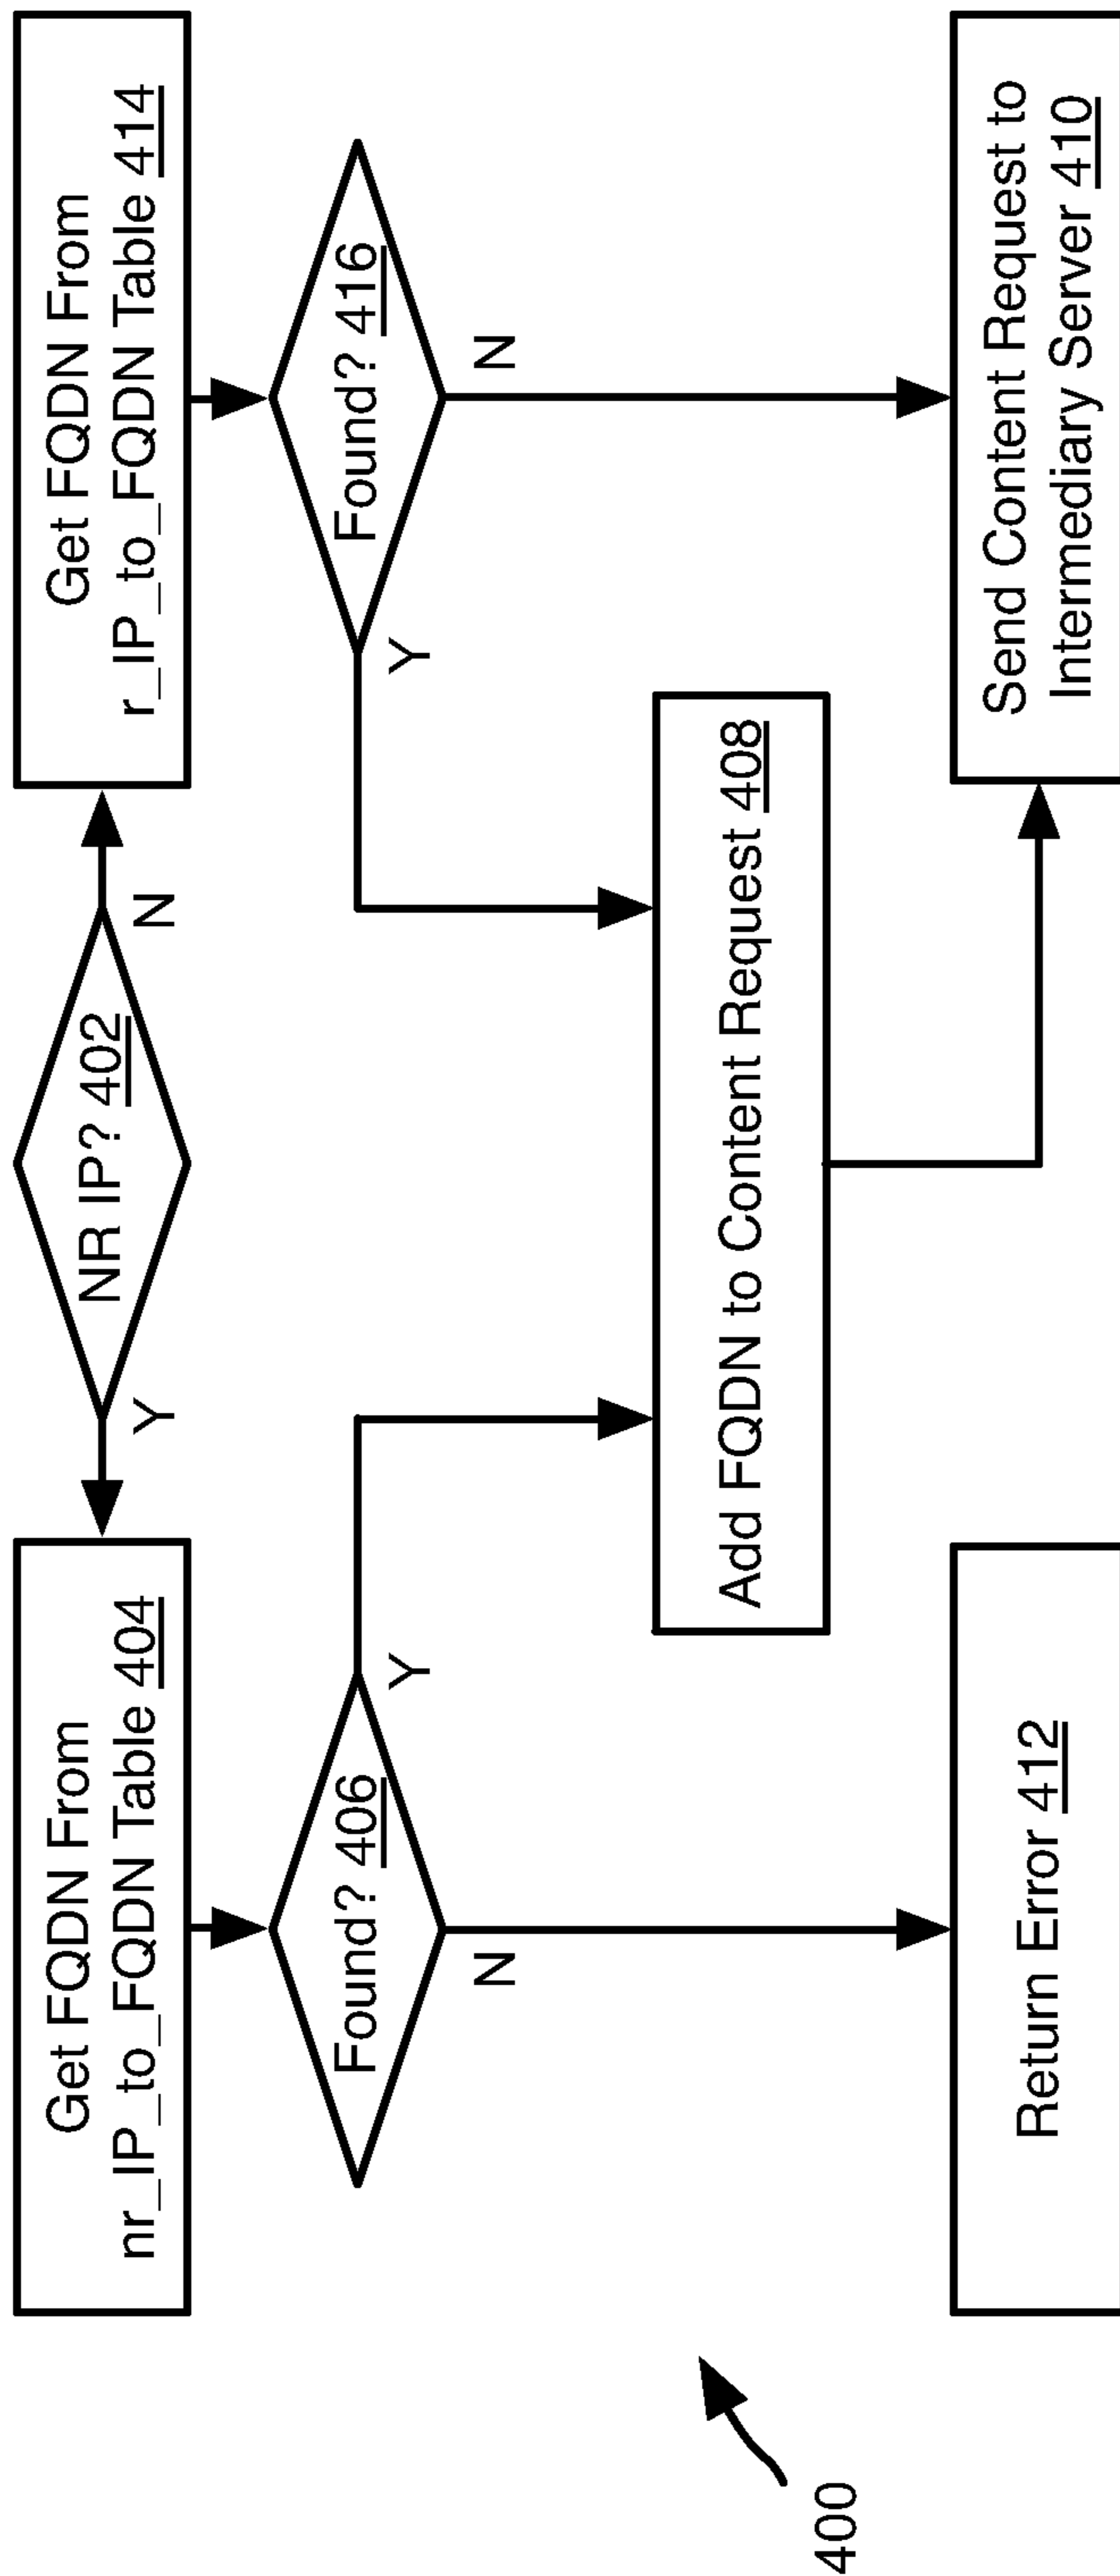 Get FQDN From
nr_IP_to_FQDN Table 404
Y
NR IP? 402
N
Get FQDN From
r_IP_to_FQDN Table 414
Found? 406
Y
N
Found? 416
Y
N
Add FQDN to Content Request 408
Return Error 412
Send Content Request to
Intermediary Server 410
400